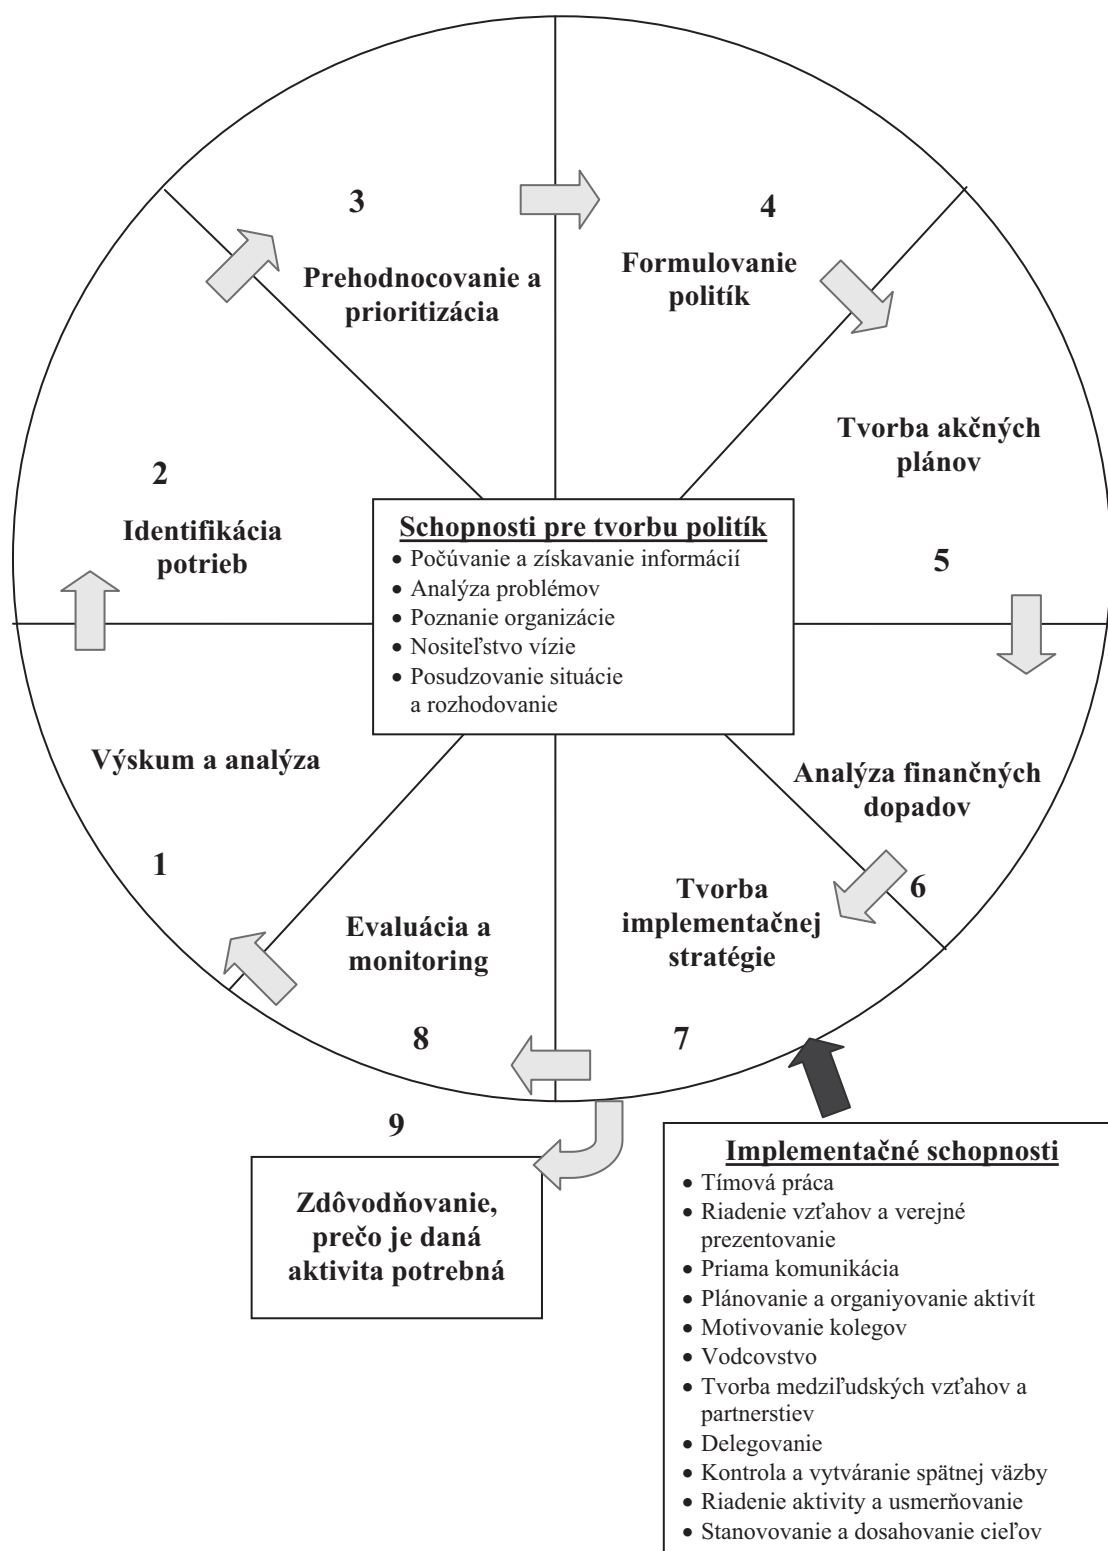 3
Prehodnocovanie a
prioritizácia
4
Formulovanie
politík
Tvorba akčných
plánov
5
2
Identifikácia
potrieb
Schopnosti pre tvorbu politík
• Počúvanie a získavanie informácií
• Analýza problémov
• Poznanie organizácie
• Nositeľstvo vízie
• Posudzovanie situácie
a rozhodovanie
Výskum a analýza
1
Analýza finančných
dopadov
6
Tvorba
implementačnej
stratégie
7
Evaluácia a
monitoring
8
9
Zdôvodňovanie,
prečo je daná
aktivita potrebná
Implementačné schopnosti
• Tímová práca
• Riadenie vzťahov a verejné
prezentovanie
• Priama komunikácia
• Plánovanie a organiyovanie aktivít
• Motivovanie kolegov
• Vodcovstvo
• Tvorba medziľudských vzťahov a
partnerstiev
• Delegovanie
• Kontrola a vytváranie spätnej väzby
• Riadenie aktivity a usmerňovanie
• Stanovovanie a dosahovanie cieľov